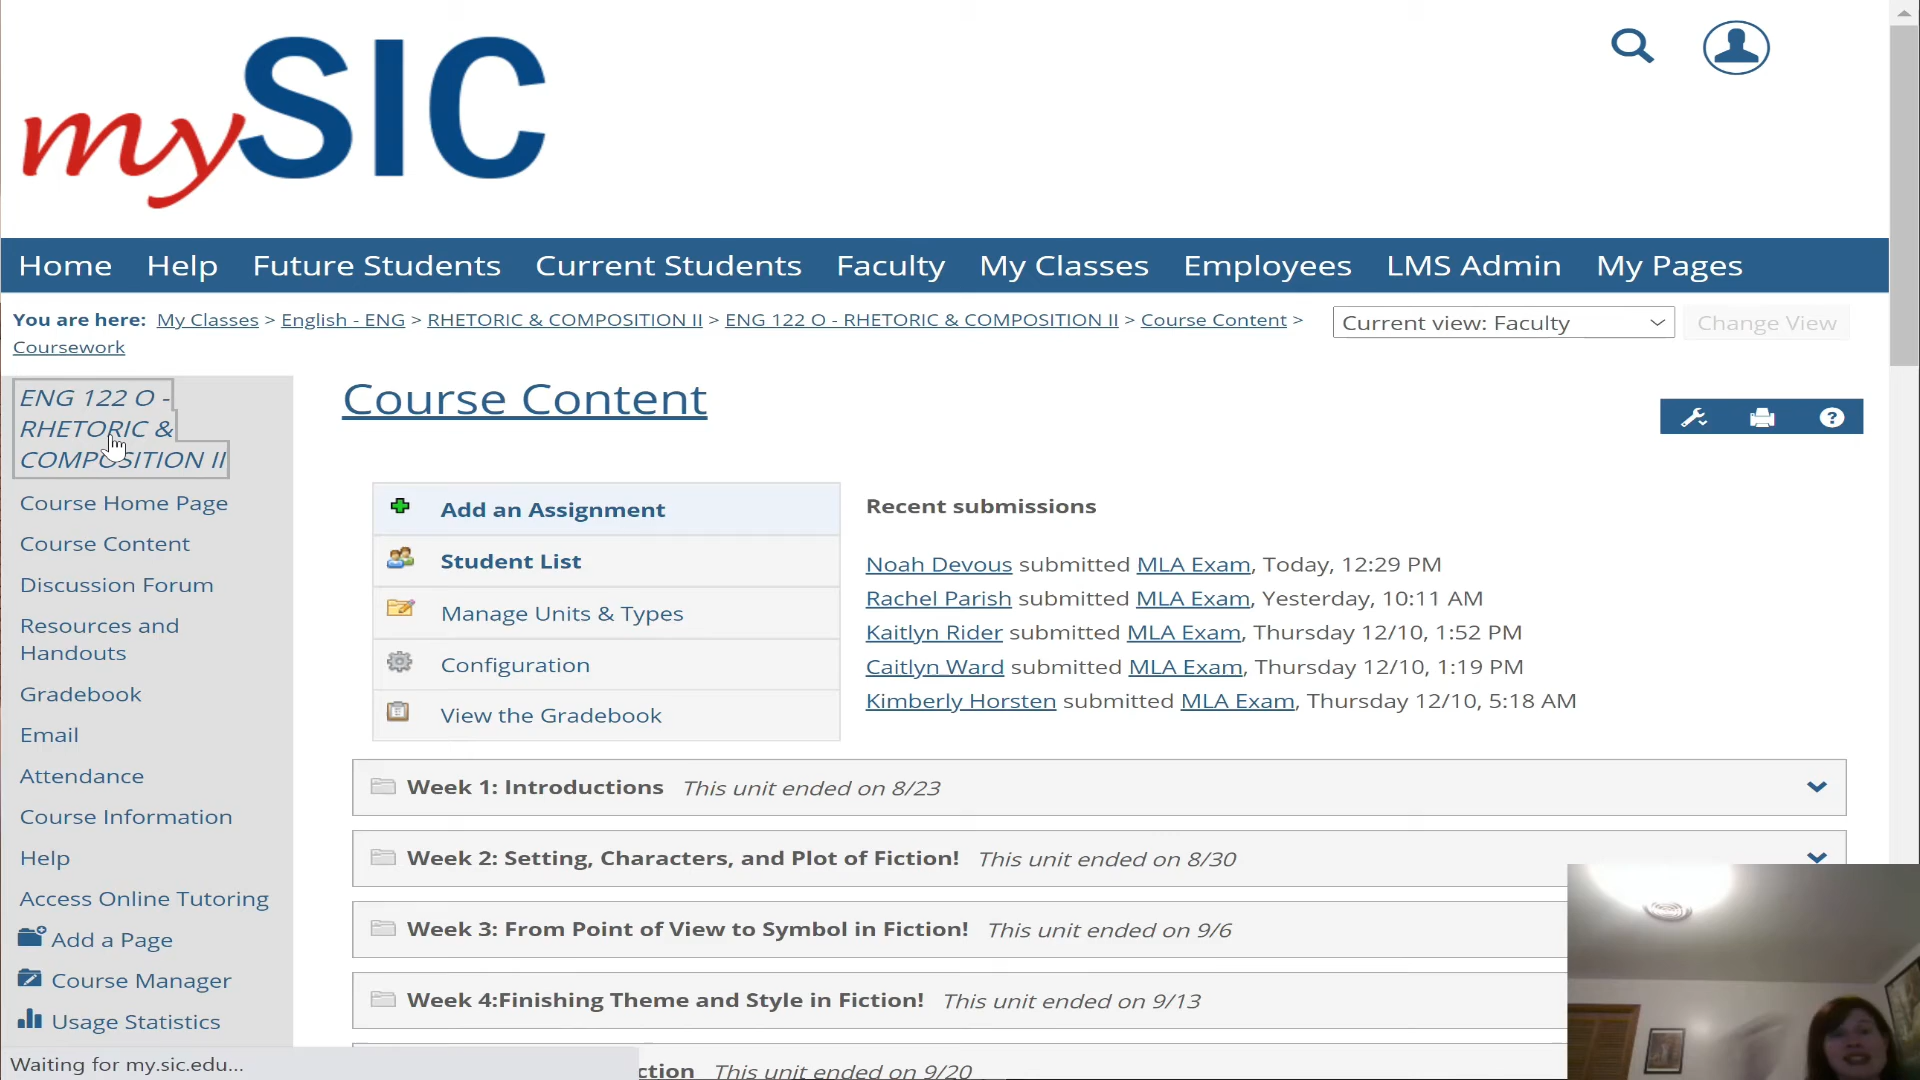 mySIC
Home Help Future Students Current Students Faculty My Classes Employees LMS Admin My Pages
You are here: My Classes > English - ENG > RHETORIC & COMPOSITION II > ENG 122 O - RHETORIC & COMPOSITION II > Course Content >
Coursework
Current view: Faculty
Change View
ENG 122 O -
RHETORIC &
COMPOSITION II
Course Home Page
Course Content
Discussion Forum
Resources and
Handouts
Gradebook
Email
Attendance
Course Information
Help
Access Online Tutoring
Add a Page
Course Manager
Usage Statistics
Course Content
Add an Assignment
Student List
Manage Units & Types
Configuration
View the Gradebook
Recent submissions
Noah Devous submitted MLA Exam, Today, 12:29 PM
Rachel Parish submitted MLA Exam, Yesterday, 10:11 AM
Kaitlyn Rider submitted MLA Exam, Thursday 12/10, 1:52 PM
Caitlyn Ward submitted MLA Exam, Thursday 12/10, 1:19 PM
Kimberly Horsten submitted MLA Exam, Thursday 12/10, 5:18 AM
Week 1: Introductions This unit ended on 8/23
Week 2: Setting, Characters, and Plot of Fiction! This unit ended on 8/30
Week 3: From Point of View to Symbol in Fiction! This unit ended on 9/6
Week 4:Finishing Theme and Style in Fiction! This unit ended on 9/13
ction This unit ended on 9/20
Waiting for my.sic.edu...